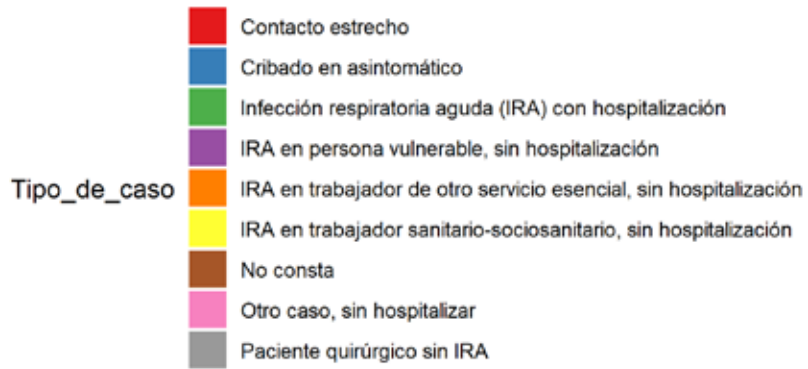 Contacto estrecho
Cribado en asintomático
Infección respiratoria aguda (IRA) con hospitalización
IRA en persona vulnerable, sin hospitalización
Tipo_de_caso
IRA en trabajador de otro servicio esencial, sin hospitalización
IRA en trabajador sanitario-sociosanitario, sin hospitalización
No consta
Otro caso, sin hospitalizar
Paciente quirúrgico sin IRA